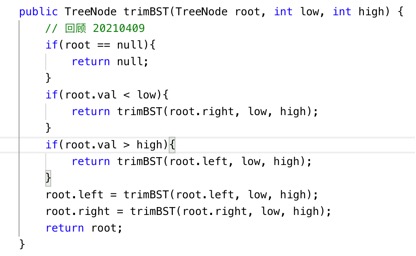 public TreeNode trimBST(TreeNode root, int low, int high) {
    // 回顾 20210409
    if(root == null){
        return null;
    }
    if(root.val < low){
        return trimBST(root.right, low, high);
    }
    if(root.val > high){
        return trimBST(root.left, low, high);
    }
    root.left = trimBST(root.left, low, high);
    root.right = trimBST(root.right, low, high);
    return root;
}